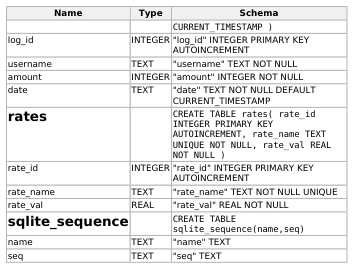 Name Type Schema
CURRENT_TIMESTAMP )
log_id INTEGER "log_id" INTEGER PRIMARY KEY
AUTOINCREMENT
username TEXT "username" TEXT NOT NULL
amount INTEGER "amount" INTEGER NOT NULL
date TEXT "date" TEXT NOT NULL DEFAULT
CURRENT_TIMESTAMP
rates CREATE TABLE rates( rate_id
INTEGER PRIMARY KEY
AUTOINCREMENT, rate_name TEXT
UNIQUE NOT NULL, rate_val REAL
NOT NULL )
rate_id INTEGER "rate_id" INTEGER PRIMARY KEY
AUTOINCREMENT
rate_name TEXT "rate_name" TEXT NOT NULL UNIQUE
rate_val REAL "rate_val" REAL NOT NULL
sqlite_sequence CREATE TABLE
sqlite_sequence(name,seq)
name TEXT "name" TEXT
seq TEXT "seq" TEXT